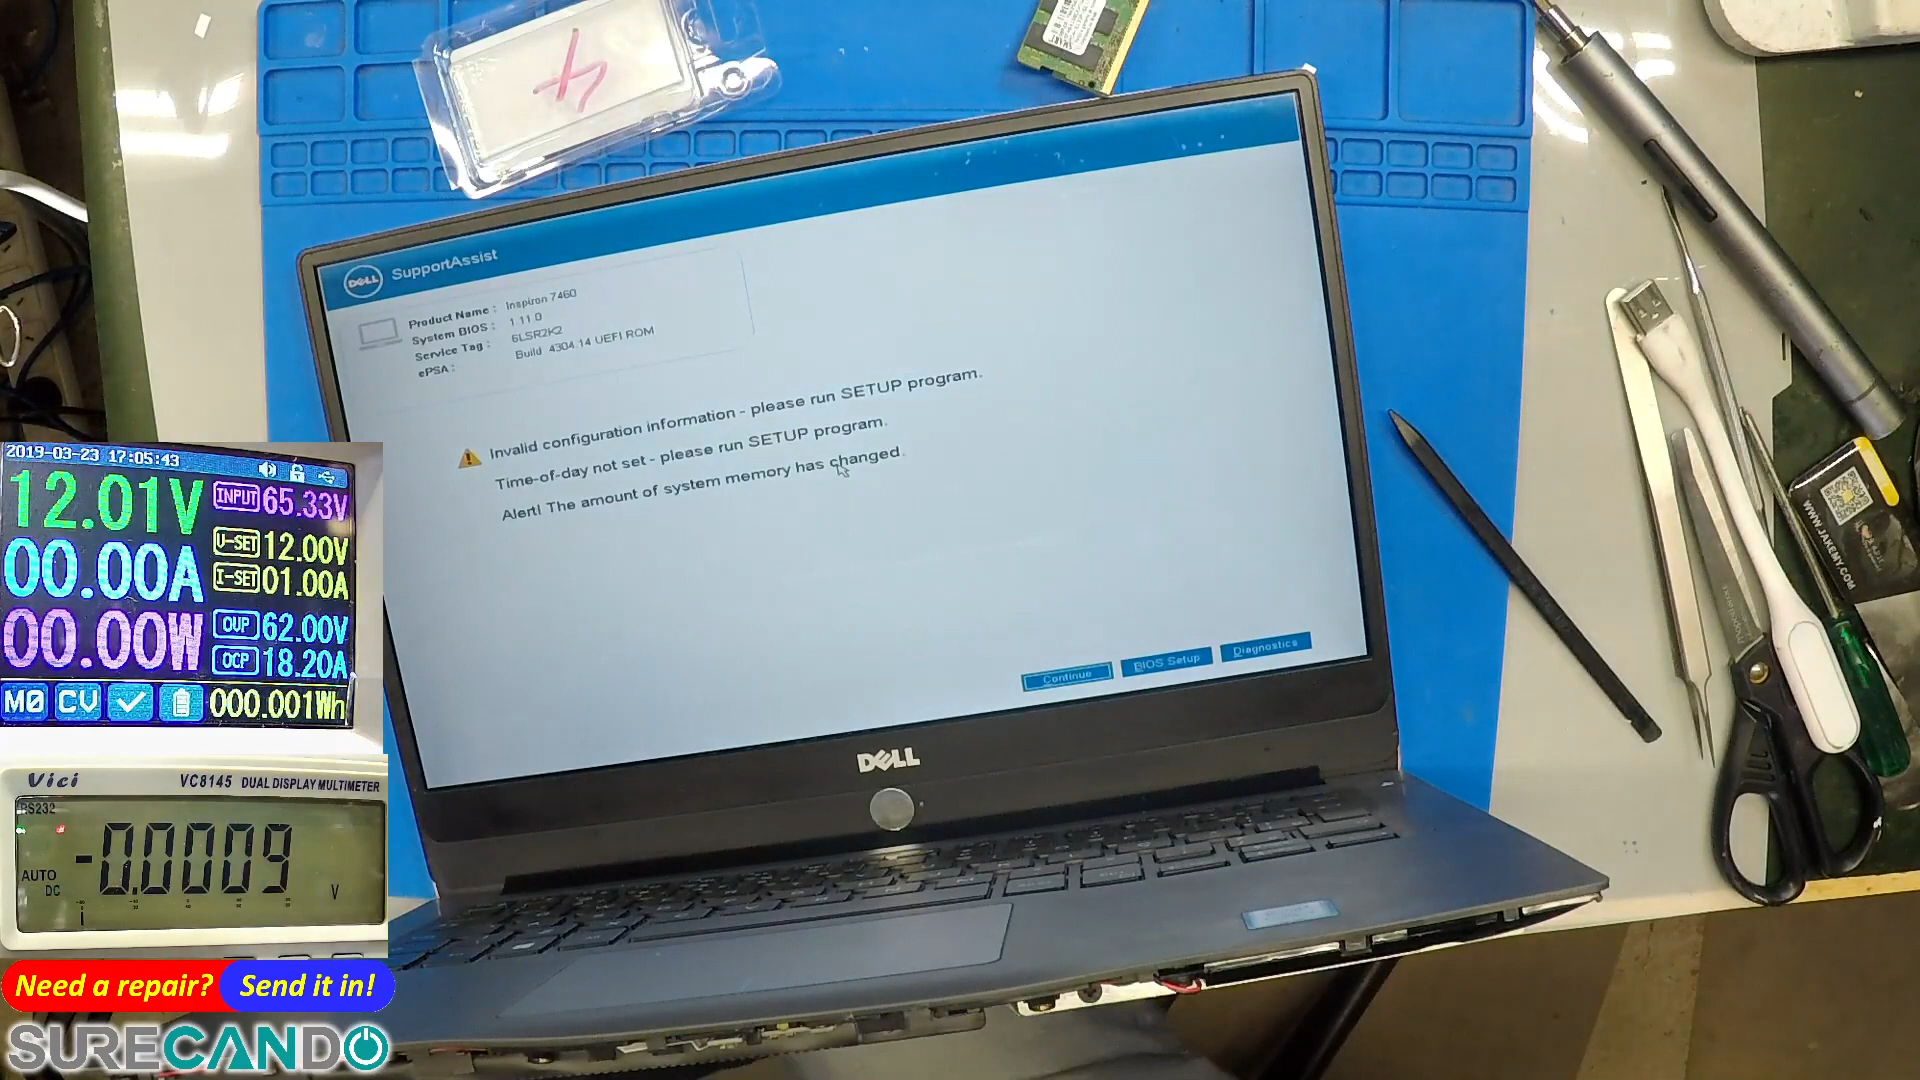 4
DELL SupportAssist
Product Name : Inspiron 7460
System BIOS : 1.11.0
Service Tag : 6LSR2K2
ePSA : Build 4304.14 UEFI ROM
Invalid configuration information - please run SETUP program.
Time-of-day not set - please run SETUP program.
Alert! The amount of system memory has changed.
Continue
BIOS Setup
Diagnostics
DELL
WWW.JAKEMY.COM
2019-03-23 17:05:43
12.01V
INPUT 65.33V
V-SET 12.00V
00.00A
I-SET 01.00A
00.00W
OVP 62.00V
OCP 18.20A
M0 CV 000.001Wh
Vici VC8145 DUAL DISPLAY MULTIMETER
RS232
AUTO
DC
-0.0009 V
Need a repair? Send it in!
SURECANDO